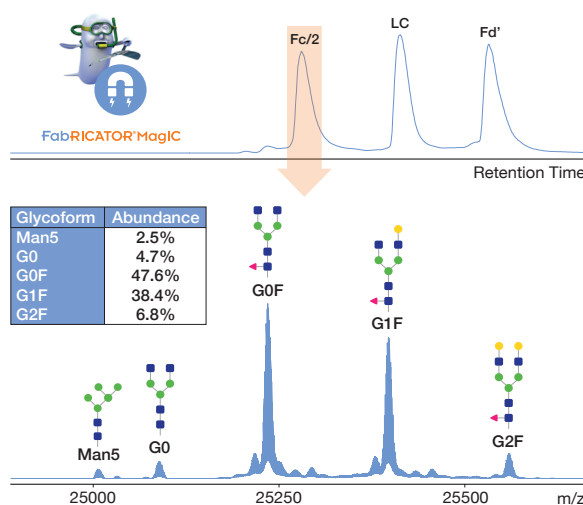 Fc/2
LC
Fd'
FabRICATOR®MagIC
Retention Time
Glycoform Abundance
Man5 2.5%
G0 4.7%
G0F 47.6%
G1F 38.4%
G2F 6.8%
G0F
G1F
G2F
Man5
G0
25000 25250 25500 m/z